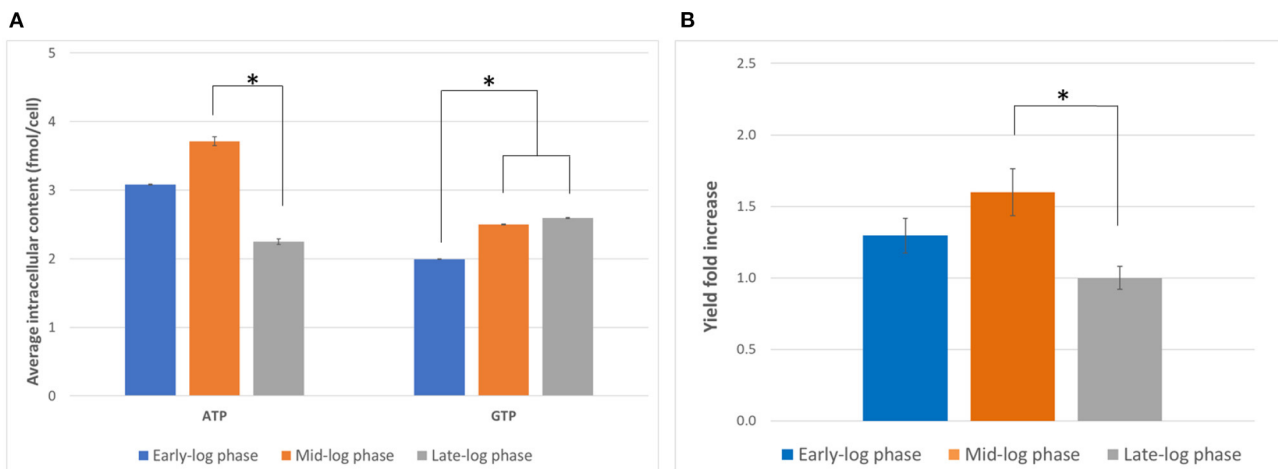 A
Average intracellular content (fmol/cell)
5
4
3
2
1
0
*
*
ATP GTP
Early-log phase Mid-log phase Late-log phase
B
Yield fold increase
2.5
2.0
1.5
1.0
0.5
0.0
*
Early-log phase Mid-log phase Late-log phase